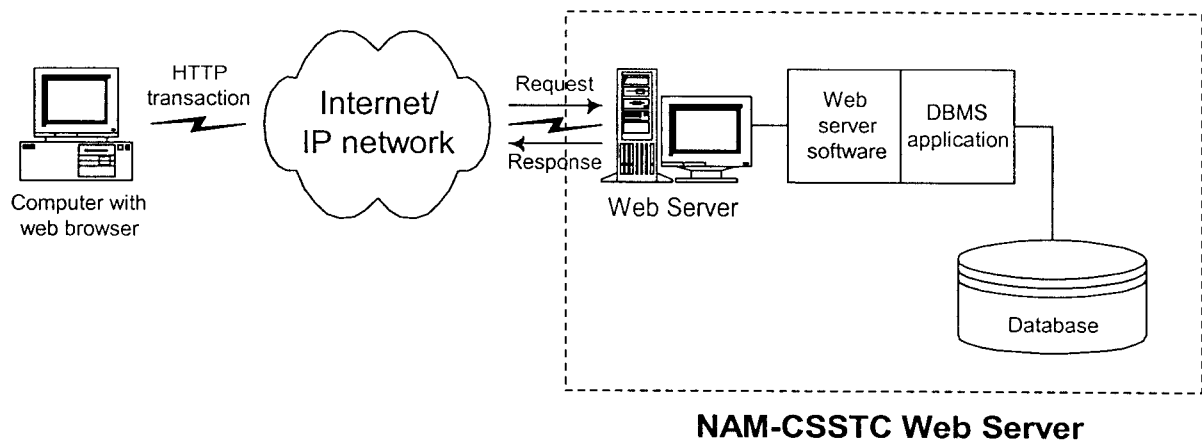 HTTP
transaction
Computer with
web browser
Internet/
IP network
Request
Response
Web Server
Web
server
software
DBMS
application
Database
NAM-CSSTC Web Server